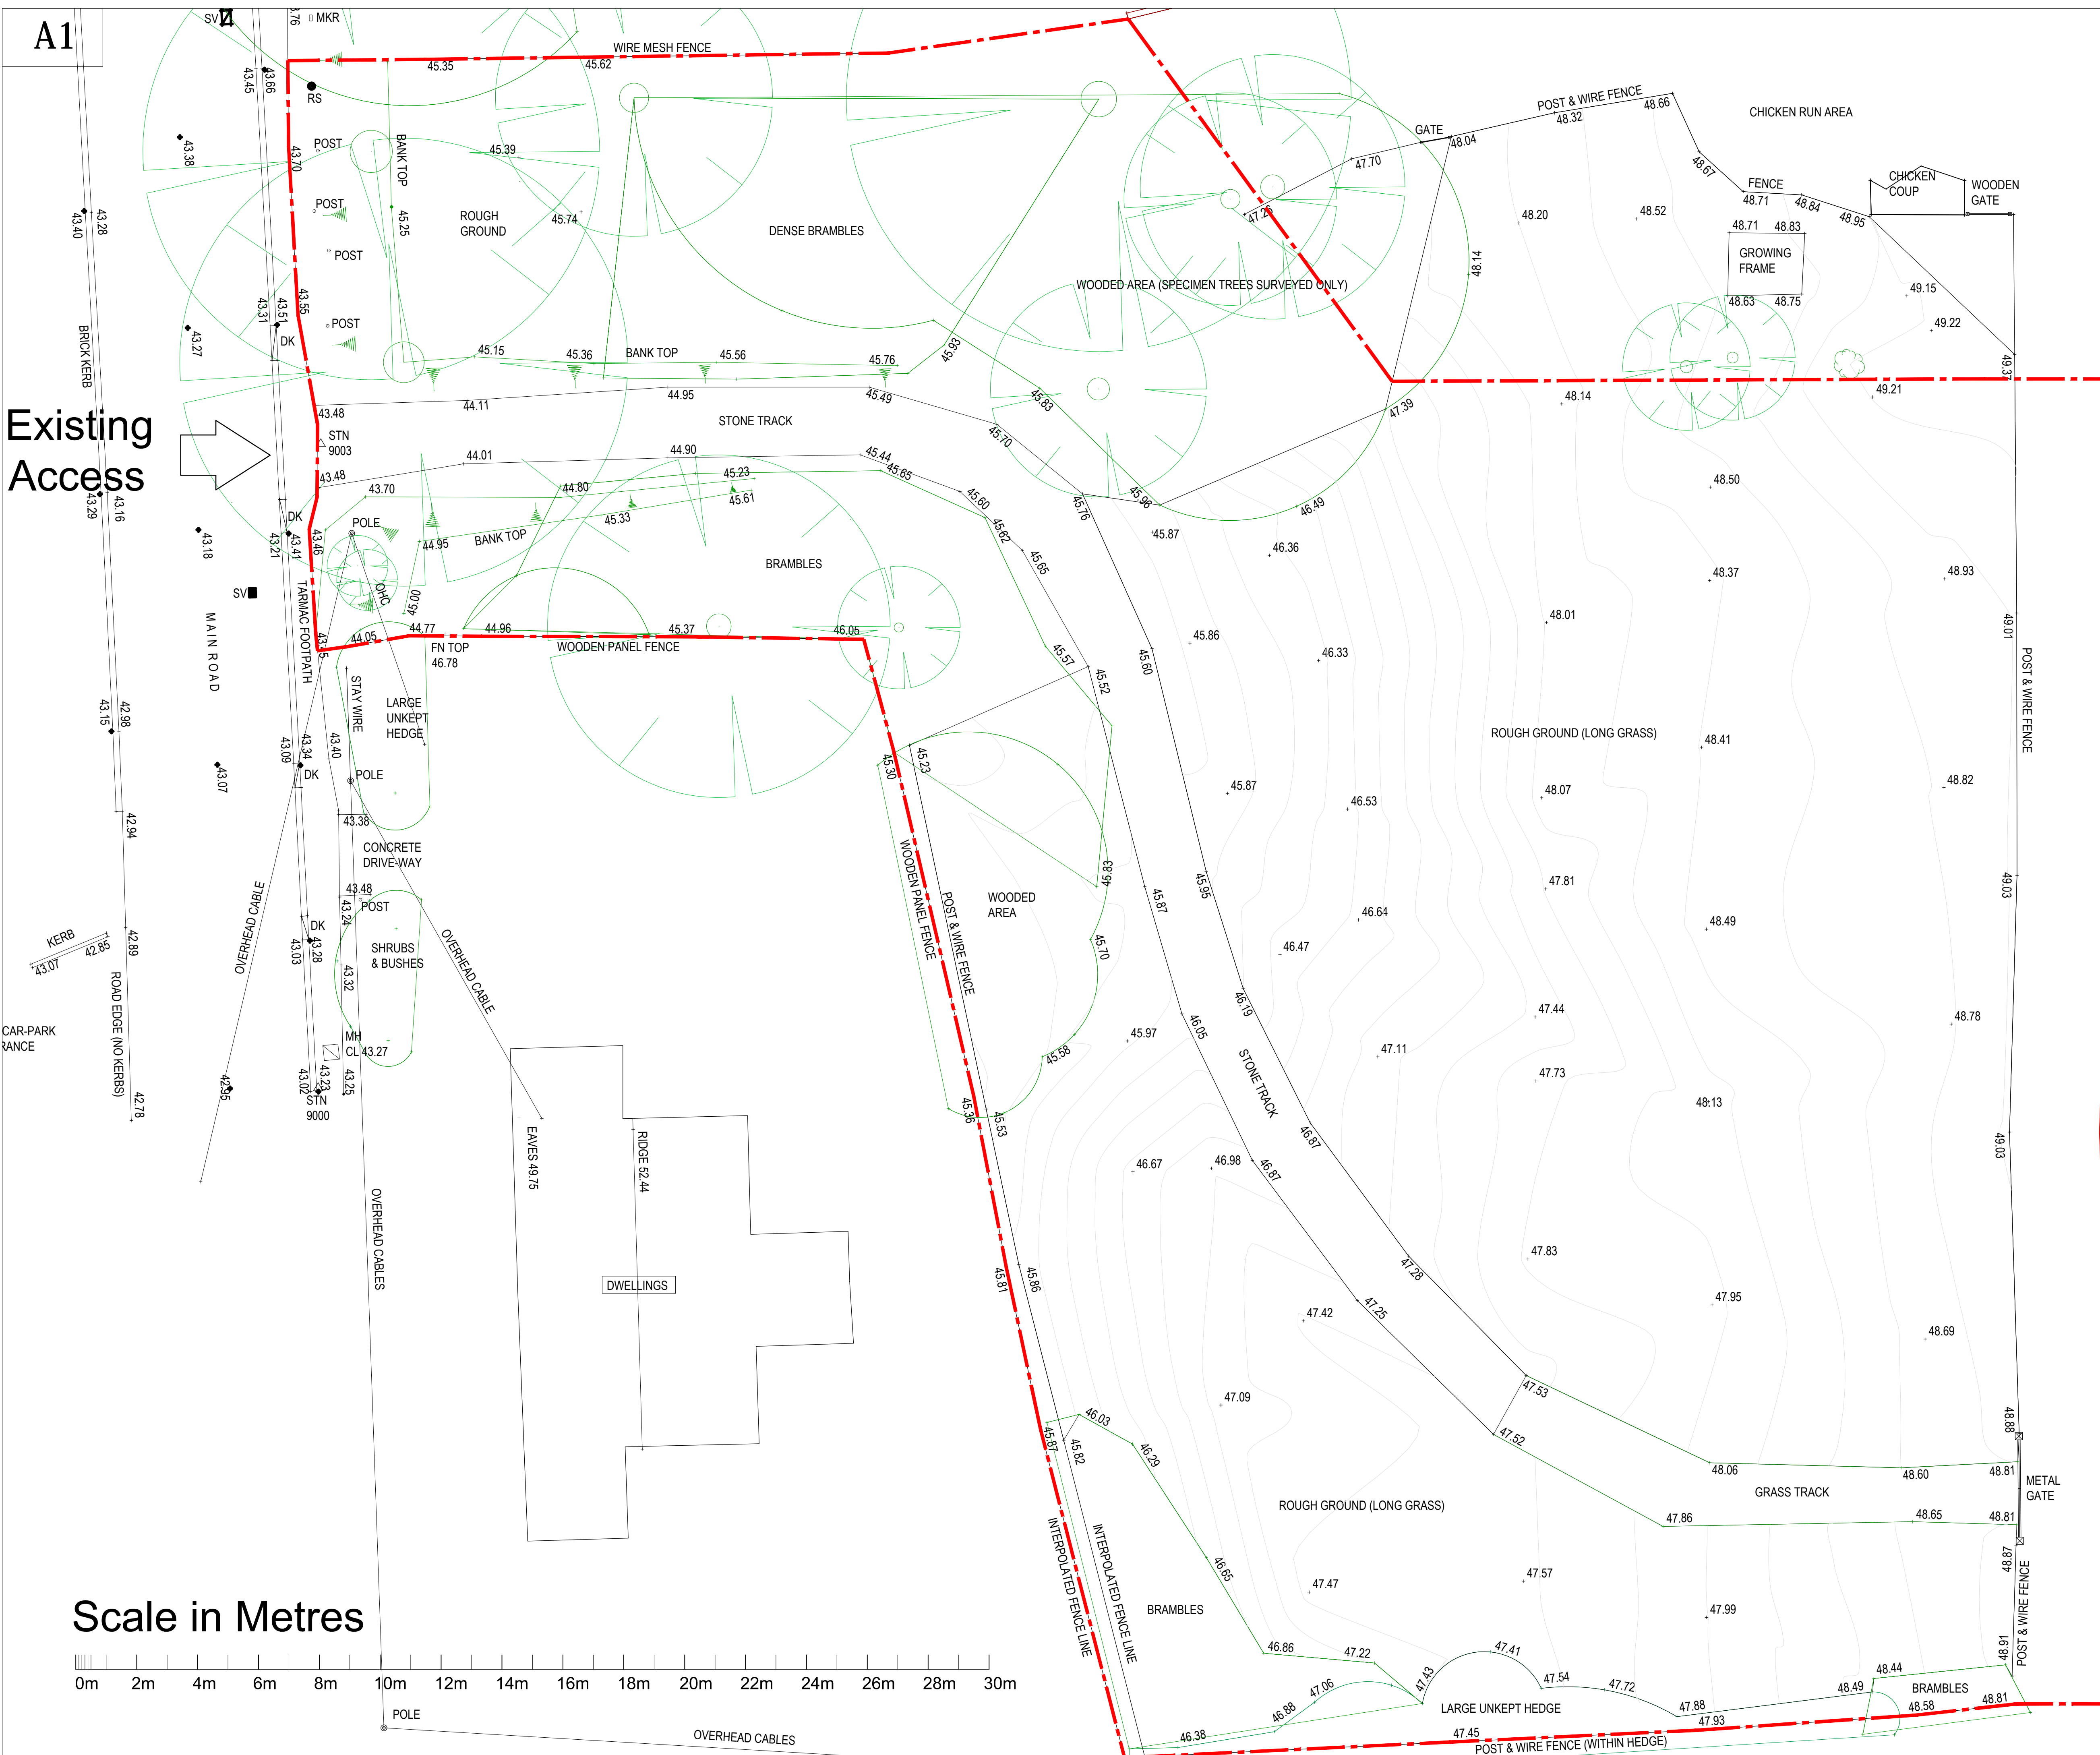 A1
SV
MKR
3.76
43.45
43.66
RS
WIRE MESH FENCE
45.35
45.62
43.38
POST
43.70
BANK TOP
45.25
45.39
45.74
ROUGH
GROUND
DENSE BRAMBLES
POST
POST
POST
43.40
43.28
BRICK KERB
43.31
43.51
43.55
DK
43.27
WOODED AREA (SPECIMEN TREES SURVEYED ONLY)
47.26
47.70
GATE
48.04
POST & WIRE FENCE
48.32
48.66
CHICKEN RUN AREA
48.67
FENCE
48.71
48.84
48.95
CHICKEN
COUP
WOODEN
GATE
48.20
48.52
48.71
48.83
GROWING
FRAME
48.63
48.75
48.14
49.15
49.22
49.37
49.21
45.15
45.36
BANK TOP
45.56
45.76
45.93
43.48
44.11
44.95
45.49
45.83
47.39
48.14
STONE TRACK
45.70
Existing
Access
STN
9003
43.48
44.01
44.90
45.44
45.65
45.23
45.61
43.70
44.80
45.33
BANK TOP
44.95
45.60
45.62
45.65
45.76
45.96
45.87
46.49
46.36
48.50
48.37
48.93
43.29
43.16
43.18
DK
43.21
43.41
43.46
POLE
OHC
45.00
BRAMBLES
SV
MAIN ROAD
TARMAC FOOTPATH
43.45
44.05
44.77
FN TOP
46.78
44.96
WOODEN PANEL FENCE
45.37
46.05
45.57
45.52
45.60
45.86
46.33
48.01
49.01
POST & WIRE FENCE
STAY WIRE
LARGE
UNKEPT
HEDGE
43.15
42.98
43.07
43.09
43.34
43.40
DK
POLE
43.38
45.30
45.23
45.87
46.53
48.07
48.41
48.82
ROUGH GROUND (LONG GRASS)
42.94
CONCRETE
DRIVE-WAY
43.48
POST
43.24
WOODEN PANEL FENCE
POST & WIRE FENCE
WOODED
AREA
45.83
45.87
45.95
46.64
47.81
48.49
49.03
KERB
42.85
43.07
42.89
OVERHEAD CABLE
DK
43.03
43.28
43.32
SHRUBS
& BUSHES
OVERHEAD CABLE
45.70
46.47
CAR-PARK
RANCE
ROAD EDGE (NO KERBS)
MH
CL 43.27
45.58
45.97
46.05
46.19
47.11
47.44
47.73
48.78
42.78
42.95
43.02
43.23
43.25
STN
9000
STONE TRACK
45.36
45.53
46.67
46.98
46.87
46.87
48.13
49.03
EAVES 49.75
RIDGE 52.44
OVERHEAD CABLES
DWELLINGS
45.81
45.86
47.42
47.25
47.28
47.83
47.95
48.69
47.09
46.03
45.87
45.82
46.29
47.53
47.52
48.06
48.60
48.81
48.88
METAL
GATE
GRASS TRACK
ROUGH GROUND (LONG GRASS)
47.86
48.65
48.81
48.87
INTERPOLATED FENCE LINE
INTERPOLATED FENCE LINE
46.65
47.47
47.57
47.99
POST & WIRE FENCE
BRAMBLES
Scale in Metres
0m 2m 4m 6m 8m 10m 12m 14m 16m 18m 20m 22m 24m 26m 28m 30m
46.86
47.22
47.43
47.41
47.54
47.72
47.88
48.49
48.44
48.91
BRAMBLES
48.58
48.81
47.06
46.88
46.38
LARGE UNKEPT HEDGE
47.45
47.93
POST & WIRE FENCE (WITHIN HEDGE)
POLE
OVERHEAD CABLES